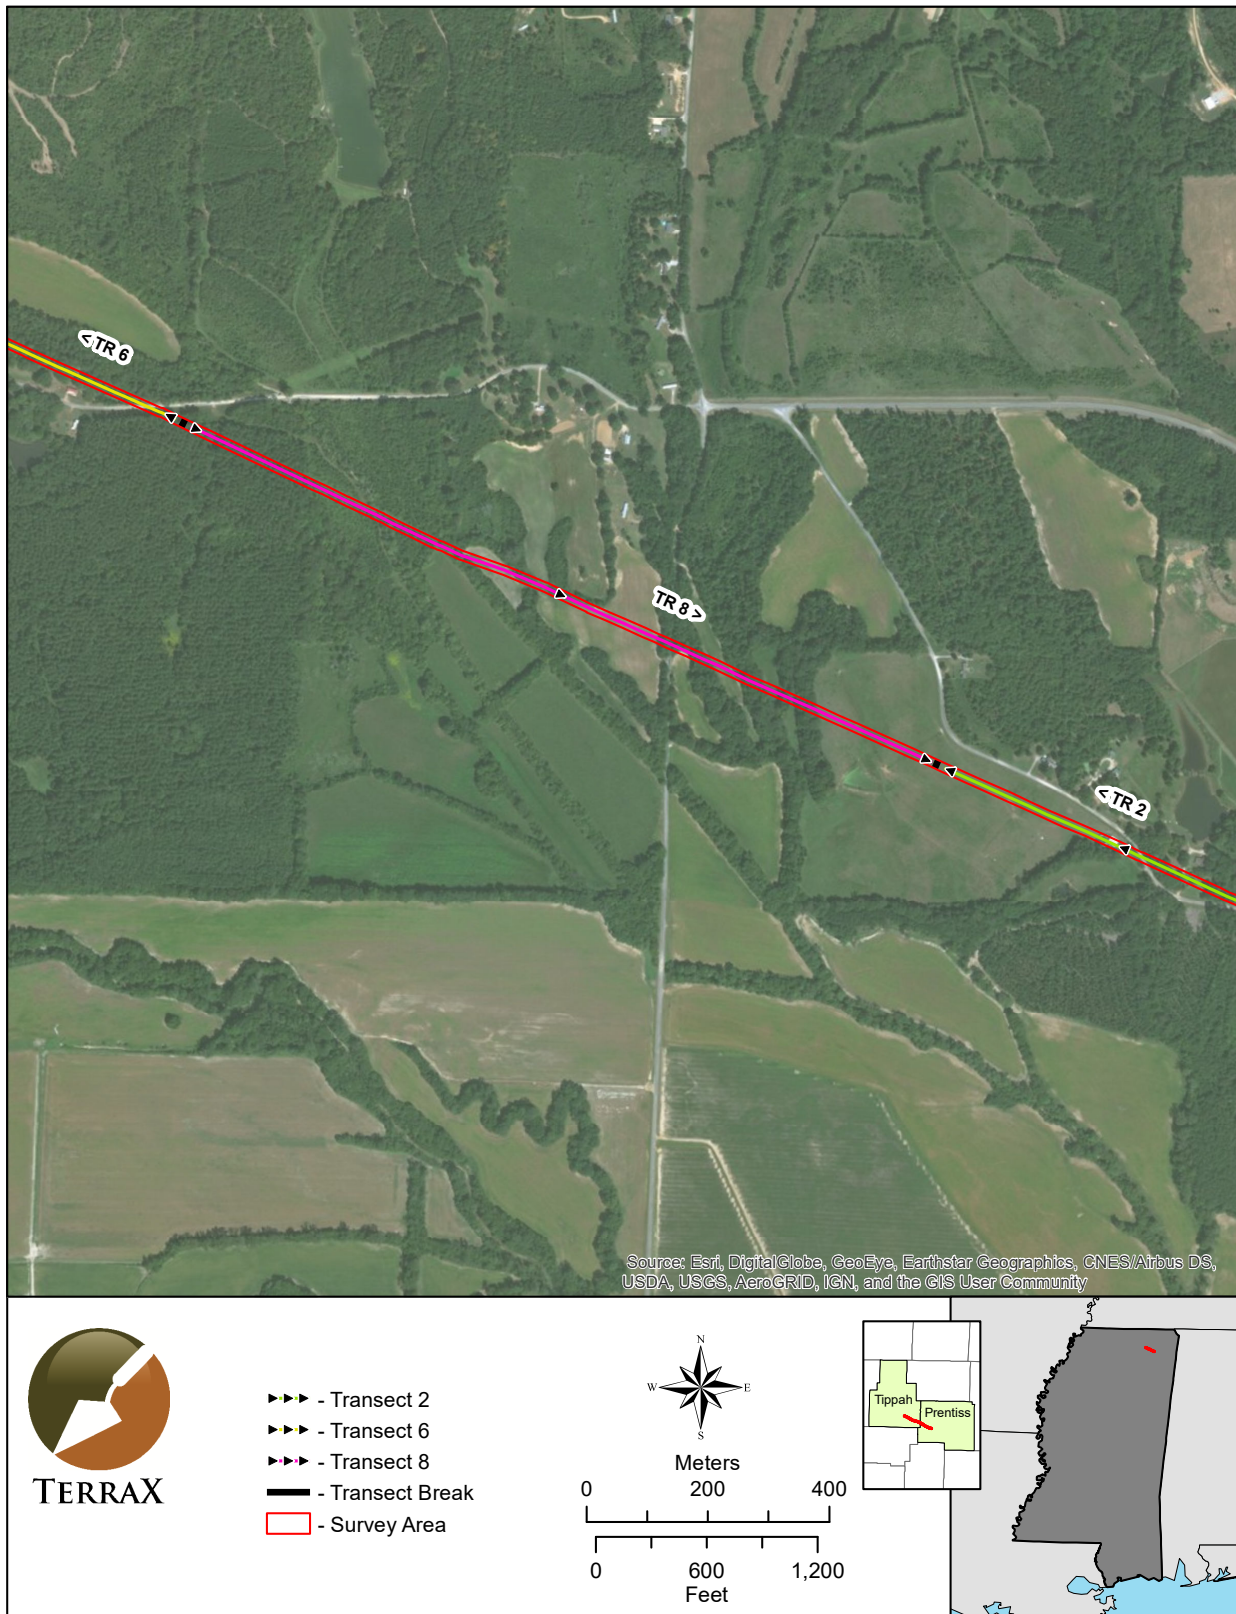 < TR 6
TR 8 >
< TR 2
Source: Esri, DigitalGlobe, GeoEye, Earthstar Geographics, CNES/Airbus DS,
USDA, USGS, AeroGRID, IGN, and the GIS User Community
TERRAX
- Transect 2
- Transect 6
- Transect 8
- Transect Break
- Survey Area
N
W E
S
Meters
0 200 400
0 600 1,200
Feet
Tippah
Prentiss